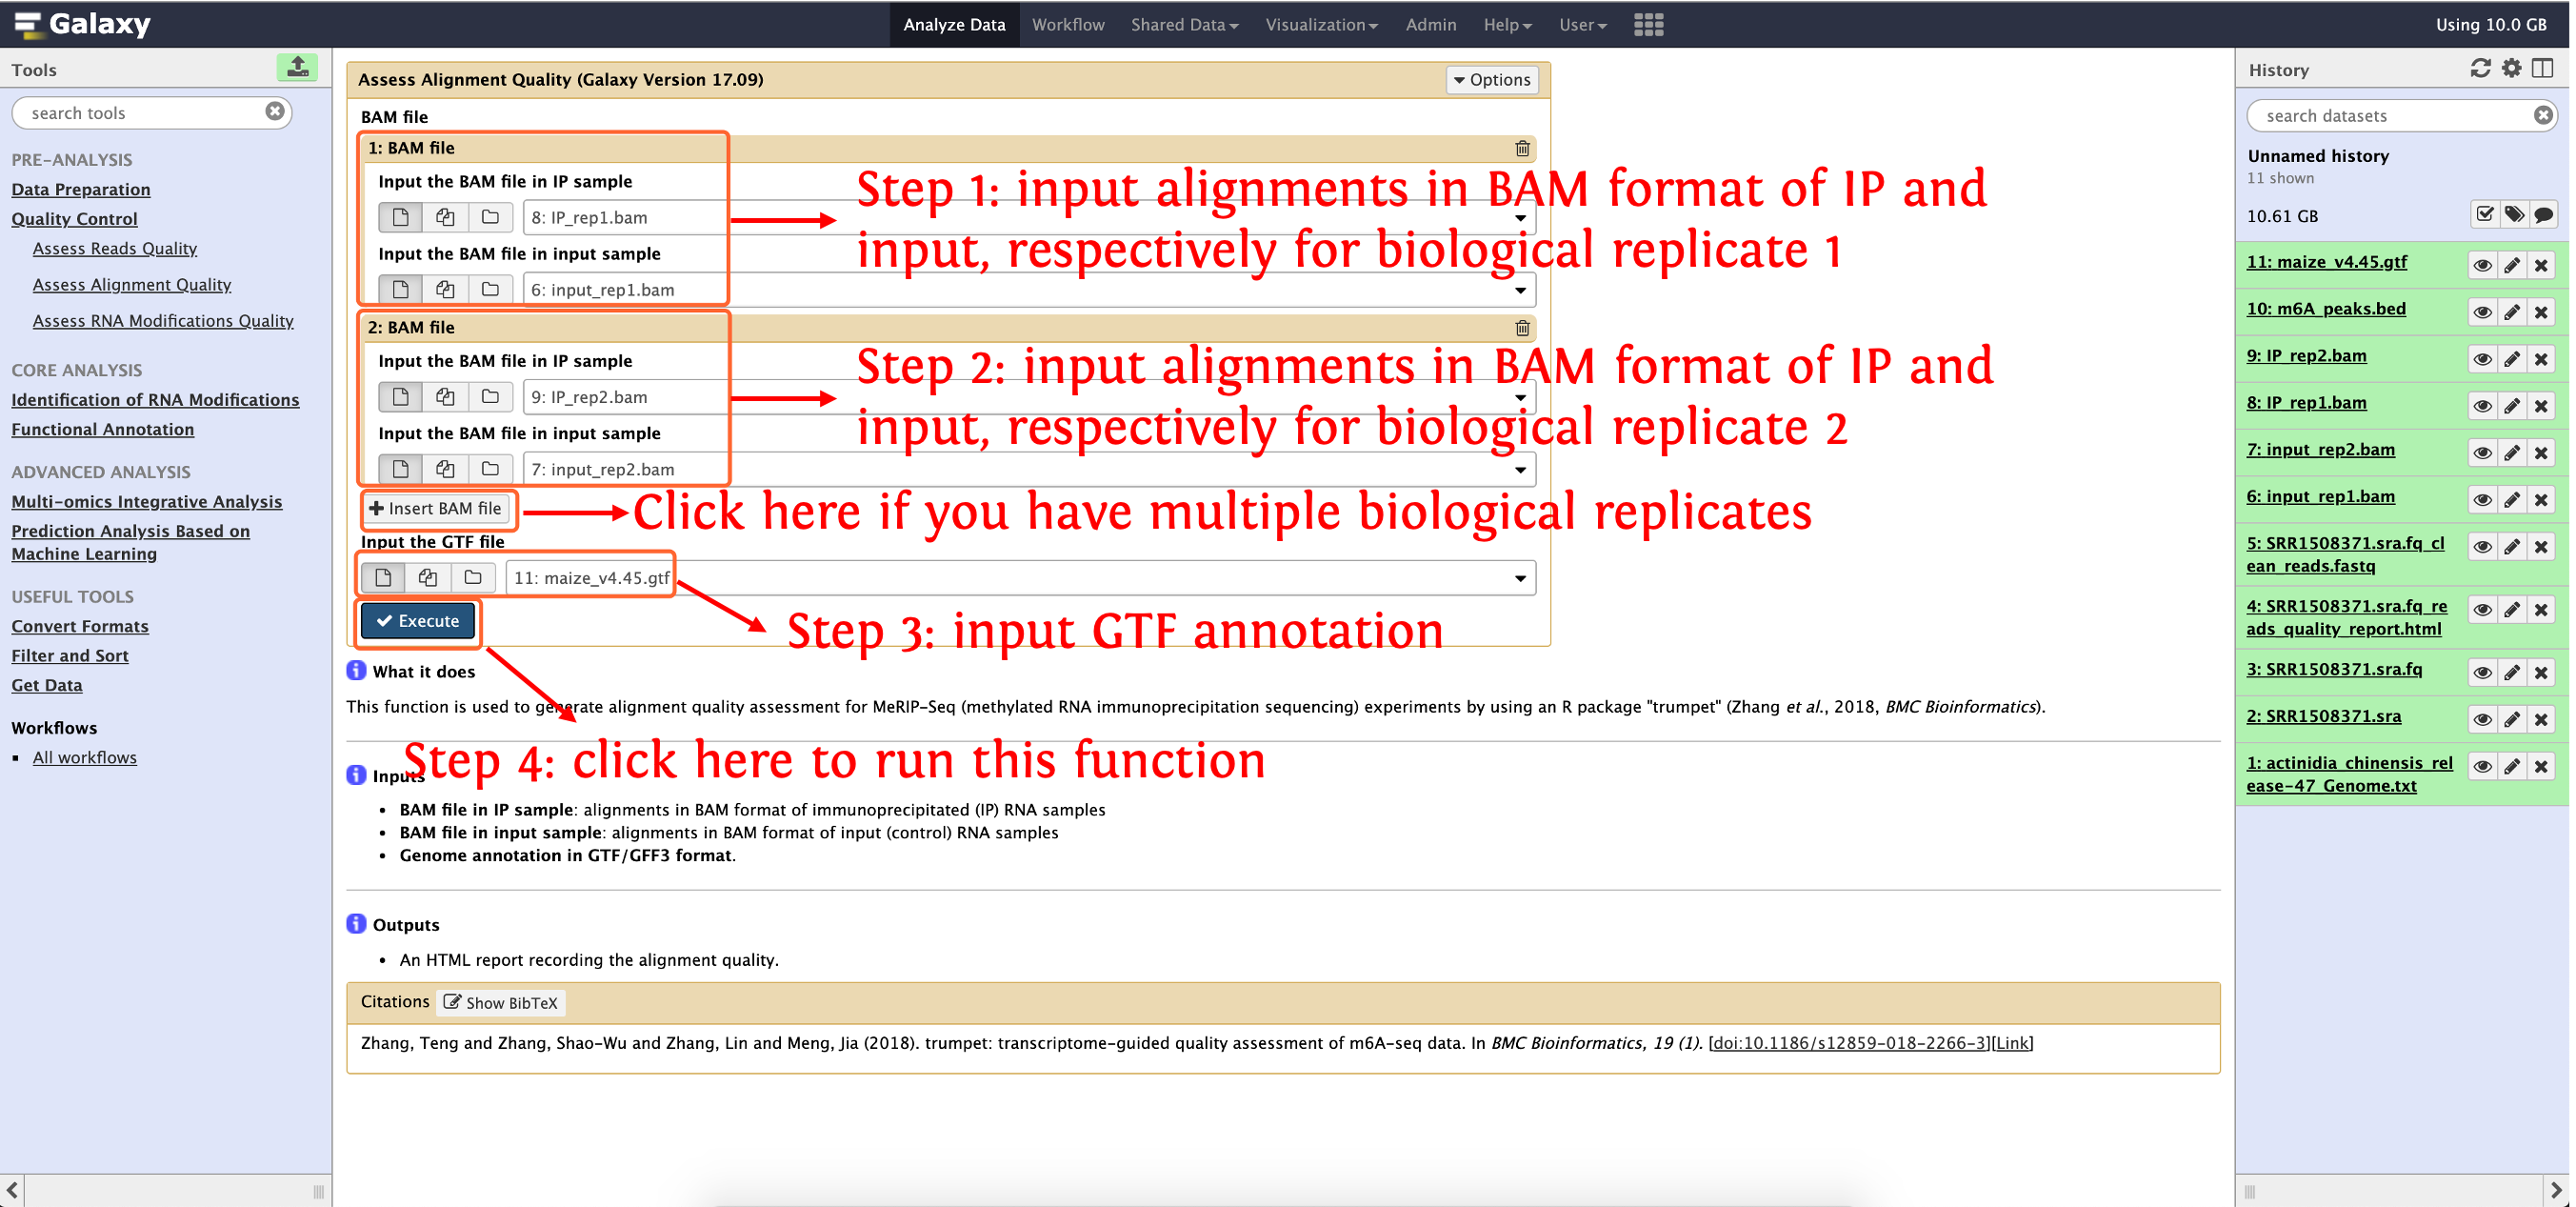 Galaxy
Analyze Data Workflow Shared Data Visualization Admin Help User
Using 10.0 GB
Tools
search tools
PRE-ANALYSIS
Data Preparation
Quality Control
Assess Reads Quality
Assess Alignment Quality
Assess RNA Modifications Quality
CORE ANALYSIS
Identification of RNA Modifications
Functional Annotation
ADVANCED ANALYSIS
Multi-omics Integrative Analysis
Prediction Analysis Based on
Machine Learning
USEFUL TOOLS
Convert Formats
Filter and Sort
Get Data
Workflows
All workflows
Assess Alignment Quality (Galaxy Version 17.09)
Options
BAM file
1: BAM file
Input the BAM file in IP sample
8: IP_rep1.bam
Input the BAM file in input sample
6: input_rep1.bam
Step 1: input alignments in BAM format of IP and
input, respectively for biological replicate 1
2: BAM file
Input the BAM file in IP sample
9: IP_rep2.bam
Input the BAM file in input sample
7: input_rep2.bam
Step 2: input alignments in BAM format of IP and
input, respectively for biological replicate 2
Insert BAM file
Click here if you have multiple biological replicates
Input the GTF file
11: maize_v4.45.gtf
Step 3: input GTF annotation
Execute
Step 4: click here to run this function
What it does
This function is used to generate alignment quality assessment for MeRIP-Seq (methylated RNA immunoprecipitation sequencing) experiments by using an R package "trumpet" (Zhang et al., 2018, BMC Bioinformatics).
Inputs
• BAM file in IP sample: alignments in BAM format of immunoprecipitated (IP) RNA samples
• BAM file in input sample: alignments in BAM format of input (control) RNA samples
• Genome annotation in GTF/GFF3 format.
Outputs
• An HTML report recording the alignment quality.
Citations Show BibTeX
Zhang, Teng and Zhang, Shao-Wu and Zhang, Lin and Meng, Jia (2018). trumpet: transcriptome-guided quality assessment of m6A-seq data. In BMC Bioinformatics, 19 (1). [doi:10.1186/s12859-018-2266-3][Link]
History
search datasets
Unnamed history
11 shown
10.61 GB
11: maize_v4.45.gtf
10: m6A_peaks.bed
9: IP_rep2.bam
8: IP_rep1.bam
7: input_rep2.bam
6: input_rep1.bam
5: SRR1508371.sra.fq_cl
ean_reads.fastq
4: SRR1508371.sra.fq_re
ads_quality_report.html
3: SRR1508371.sra.fq
2: SRR1508371.sra
1: actinidia_chinensis_rel
ease-47_Genome.txt